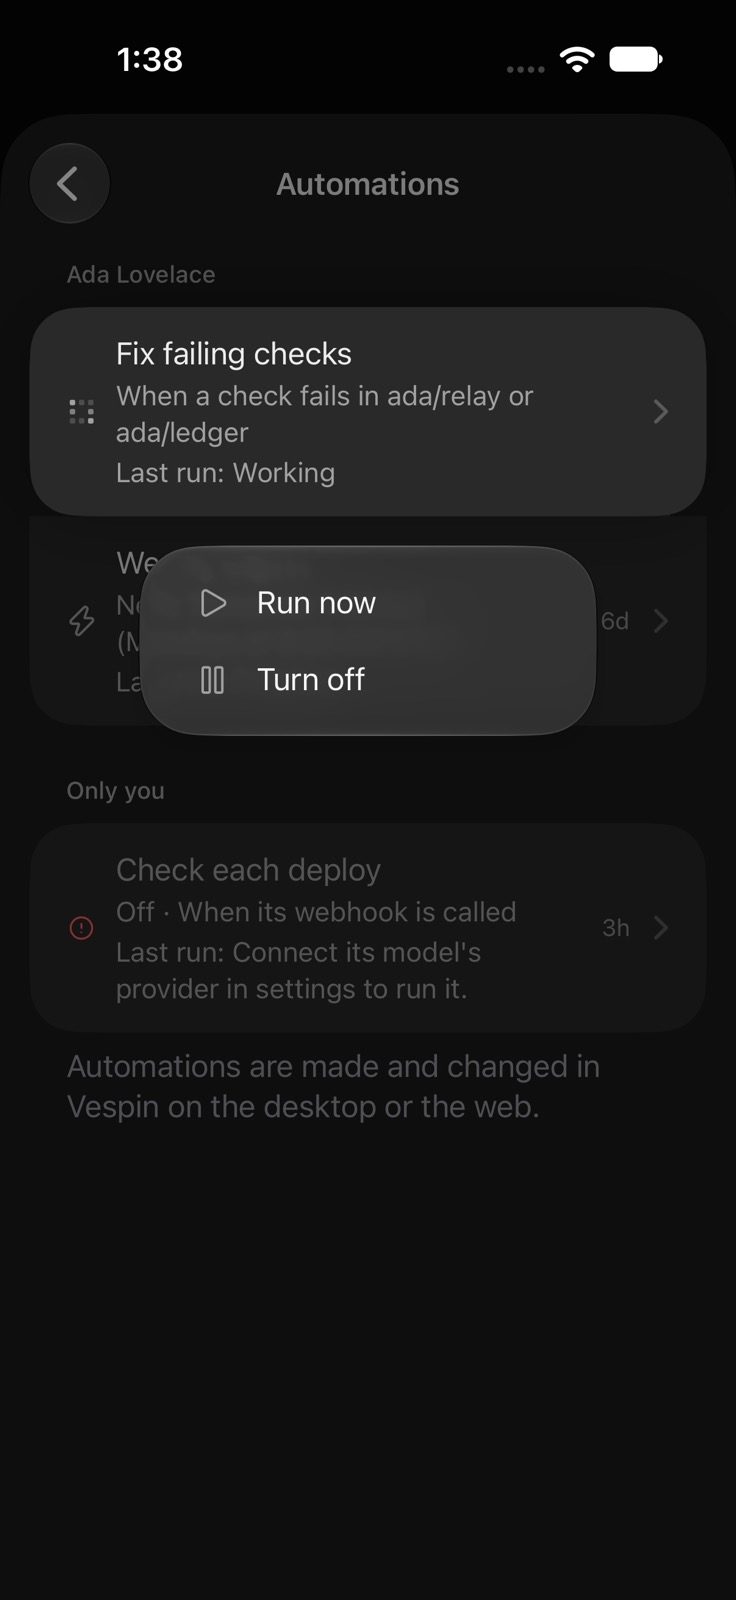 1:38
Automations
Ada Lovelace
Fix failing checks
When a check fails in ada/relay or
ada/ledger
Last run: Working
6d
Run now
Turn off
Only you
Check each deploy
Off · When its webhook is called
3h
Last run: Connect its model's
provider in settings to run it.
Automations are made and changed in
Vespin on the desktop or the web.